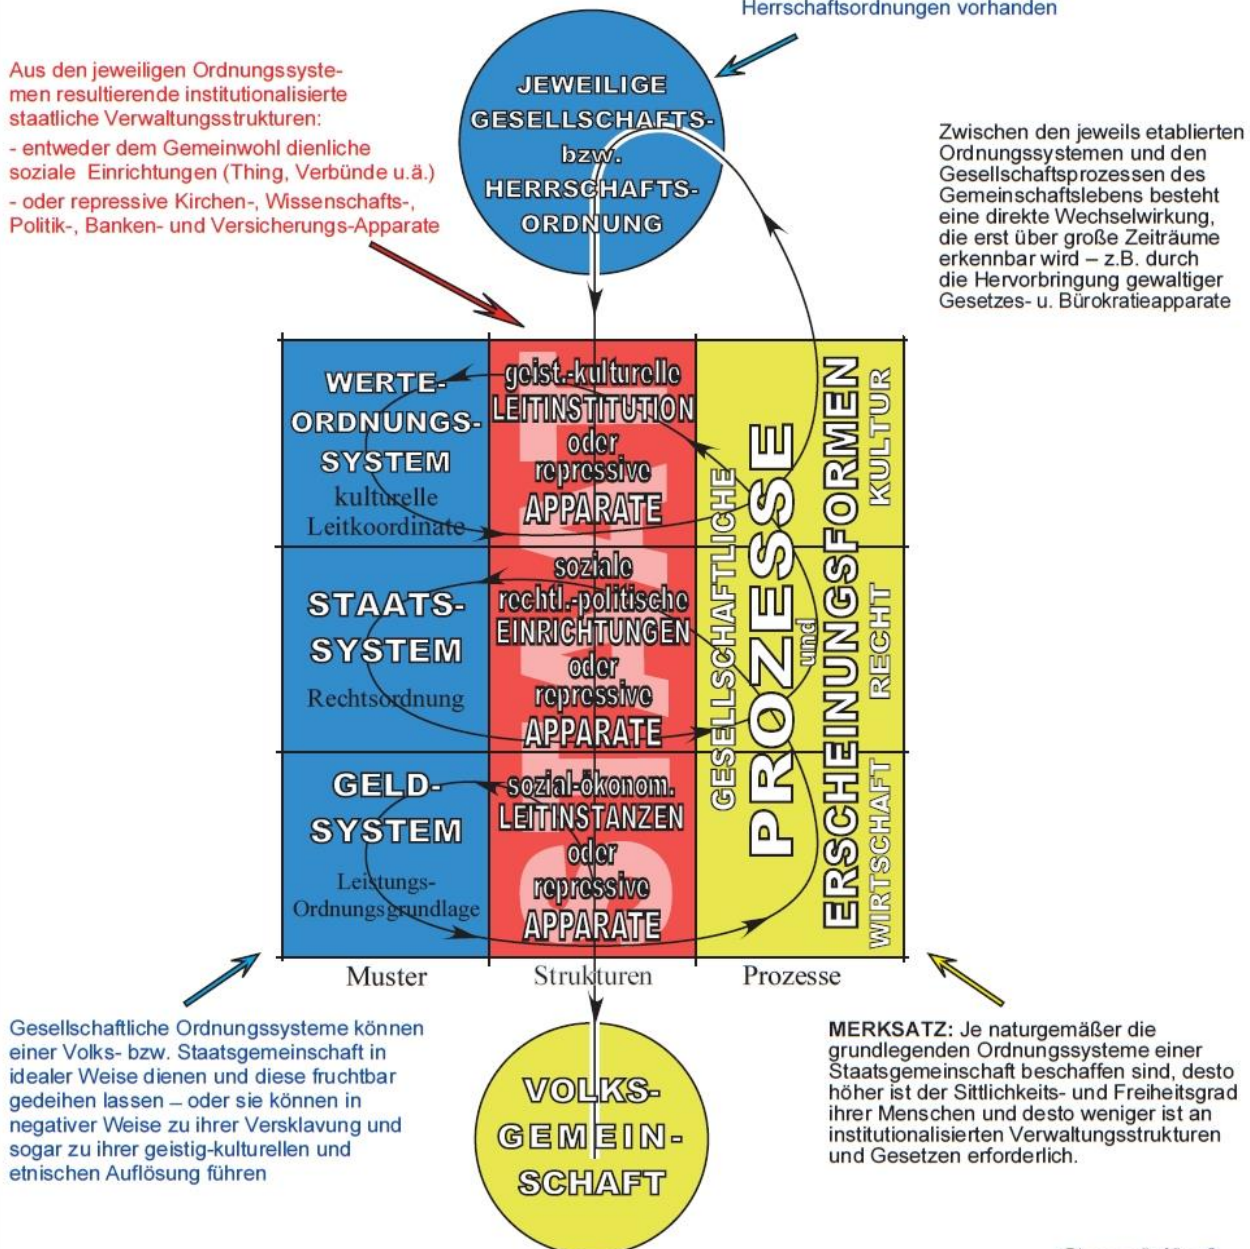 Herrschaftsordnungen vorhanden
Aus den jeweiligen Ordnungssyste-
men resultierende institutionalisierte
staatliche Verwaltungsstrukturen:
- entweder dem Gemeinwohl dienliche
soziale Einrichtungen (Thing, Verbünde u.ä.)
- oder repressive Kirchen-, Wissenschafts-,
Politik-, Banken- und Versicherungs-Apparate
JEWEILIGE
GESELLSCHAFTS-
bzw.
HERRSCHAFTS-
ORDNUNG
Zwischen den jeweils etablierten
Ordnungssystemen und den
Gesellschaftsprozessen des
Gemeinschaftslebens besteht
eine direkte Wechselwirkung,
die erst über große Zeiträume
erkennbar wird – z.B. durch
die Hervorbringung gewaltiger
Gesetzes- u. Bürokratieapparate
WERTE-
ORDNUNGS-
SYSTEM
kulturelle
Leitkoordinate
geist.-kulturelle
LEITINSTITUTION
oder
repressive
APPARATE
STAATS-
SYSTEM
Rechtsordnung
soziale
rechtl.-politische
EINRICHTUNGEN
oder
repressive
APPARATE
GELD-
SYSTEM
Leistungs-
Ordnungsgrundlage
sozial-ökonom.
LEITINSTANZEN
oder
repressive
APPARATE
STAAT
GESELLSCHAFTLICHE
PROZESSE
und
ERSCHEINUNGSFORMEN
KULTUR
RECHT
WIRTSCHAFT
Muster
Strukturen
Prozesse
Gesellschaftliche Ordnungssysteme können
einer Volks- bzw. Staatsgemeinschaft in
idealer Weise dienen und diese fruchtbar
gedeihen lassen – oder sie können in
negativer Weise zu ihrer Versklavung und
sogar zu ihrer geistig-kulturellen und
etnischen Auflösung führen
VOLKS-
GEMEIN-
SCHAFT
MERKSATZ: Je naturgemäßer die
grundlegenden Ordnungssysteme einer
Staatsgemeinschaft beschaffen sind, desto
höher ist der Sittlichkeits- und Freiheitsgrad
ihrer Menschen und desto weniger ist an
institutionalisierten Verwaltungsstrukturen
und Gesetzen erforderlich.